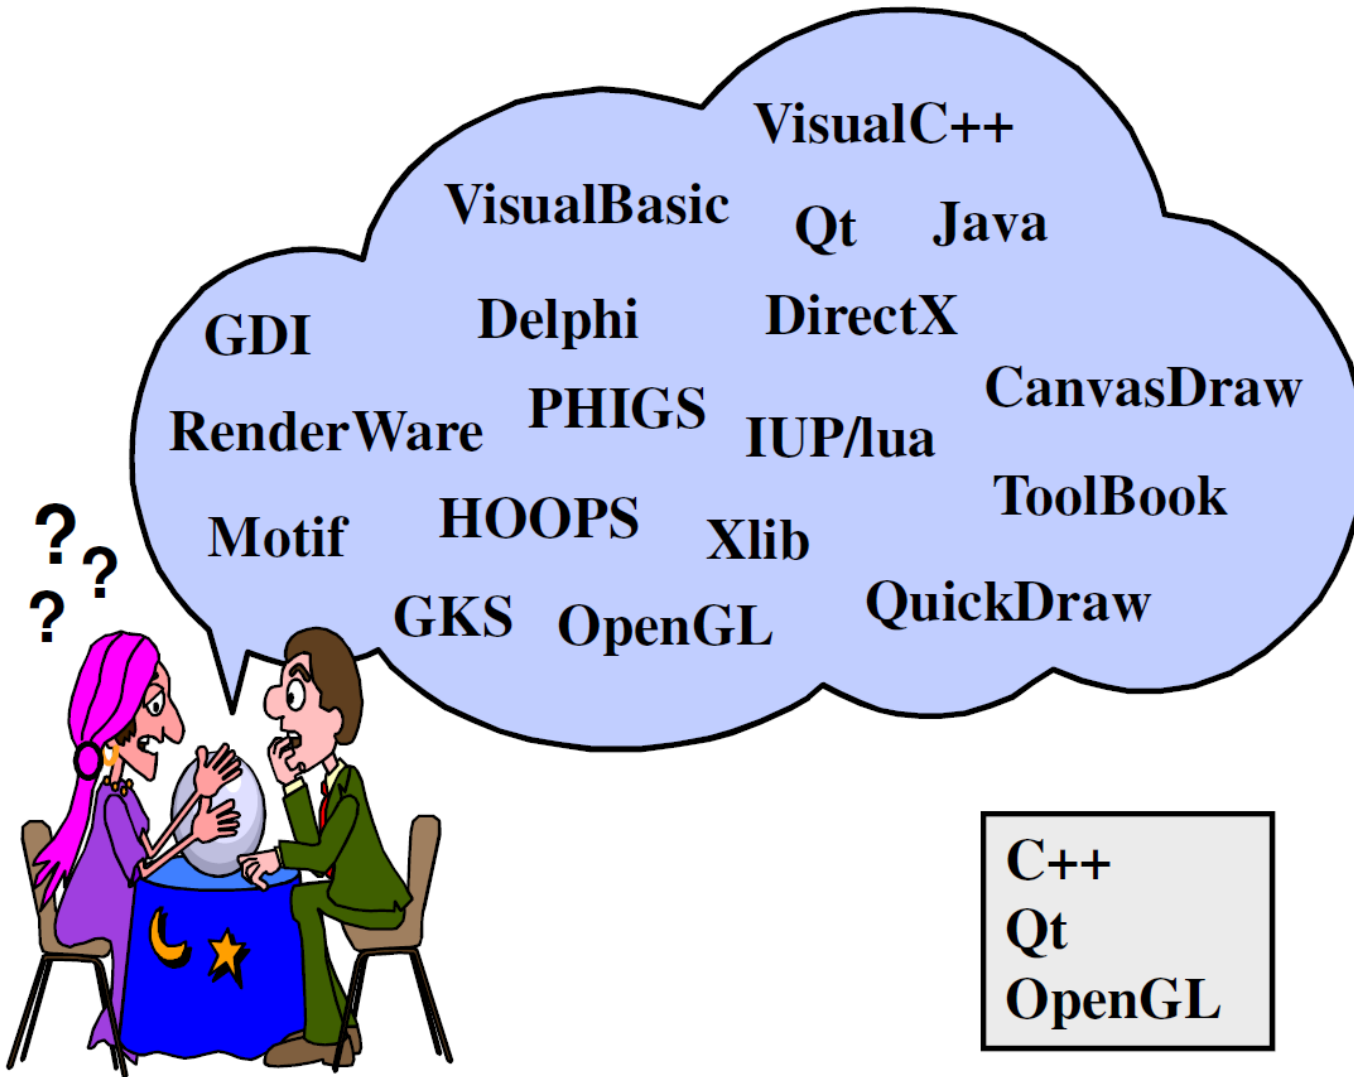 VisualC++
VisualBasic
Qt
Java
GDI
Delphi
DirectX
CanvasDraw
RenderWare
PHIGS
IUP/lua
ToolBook
Motif
HOOPS
Xlib
QuickDraw
GKS
OpenGL
?
?
?
C++
Qt
OpenGL